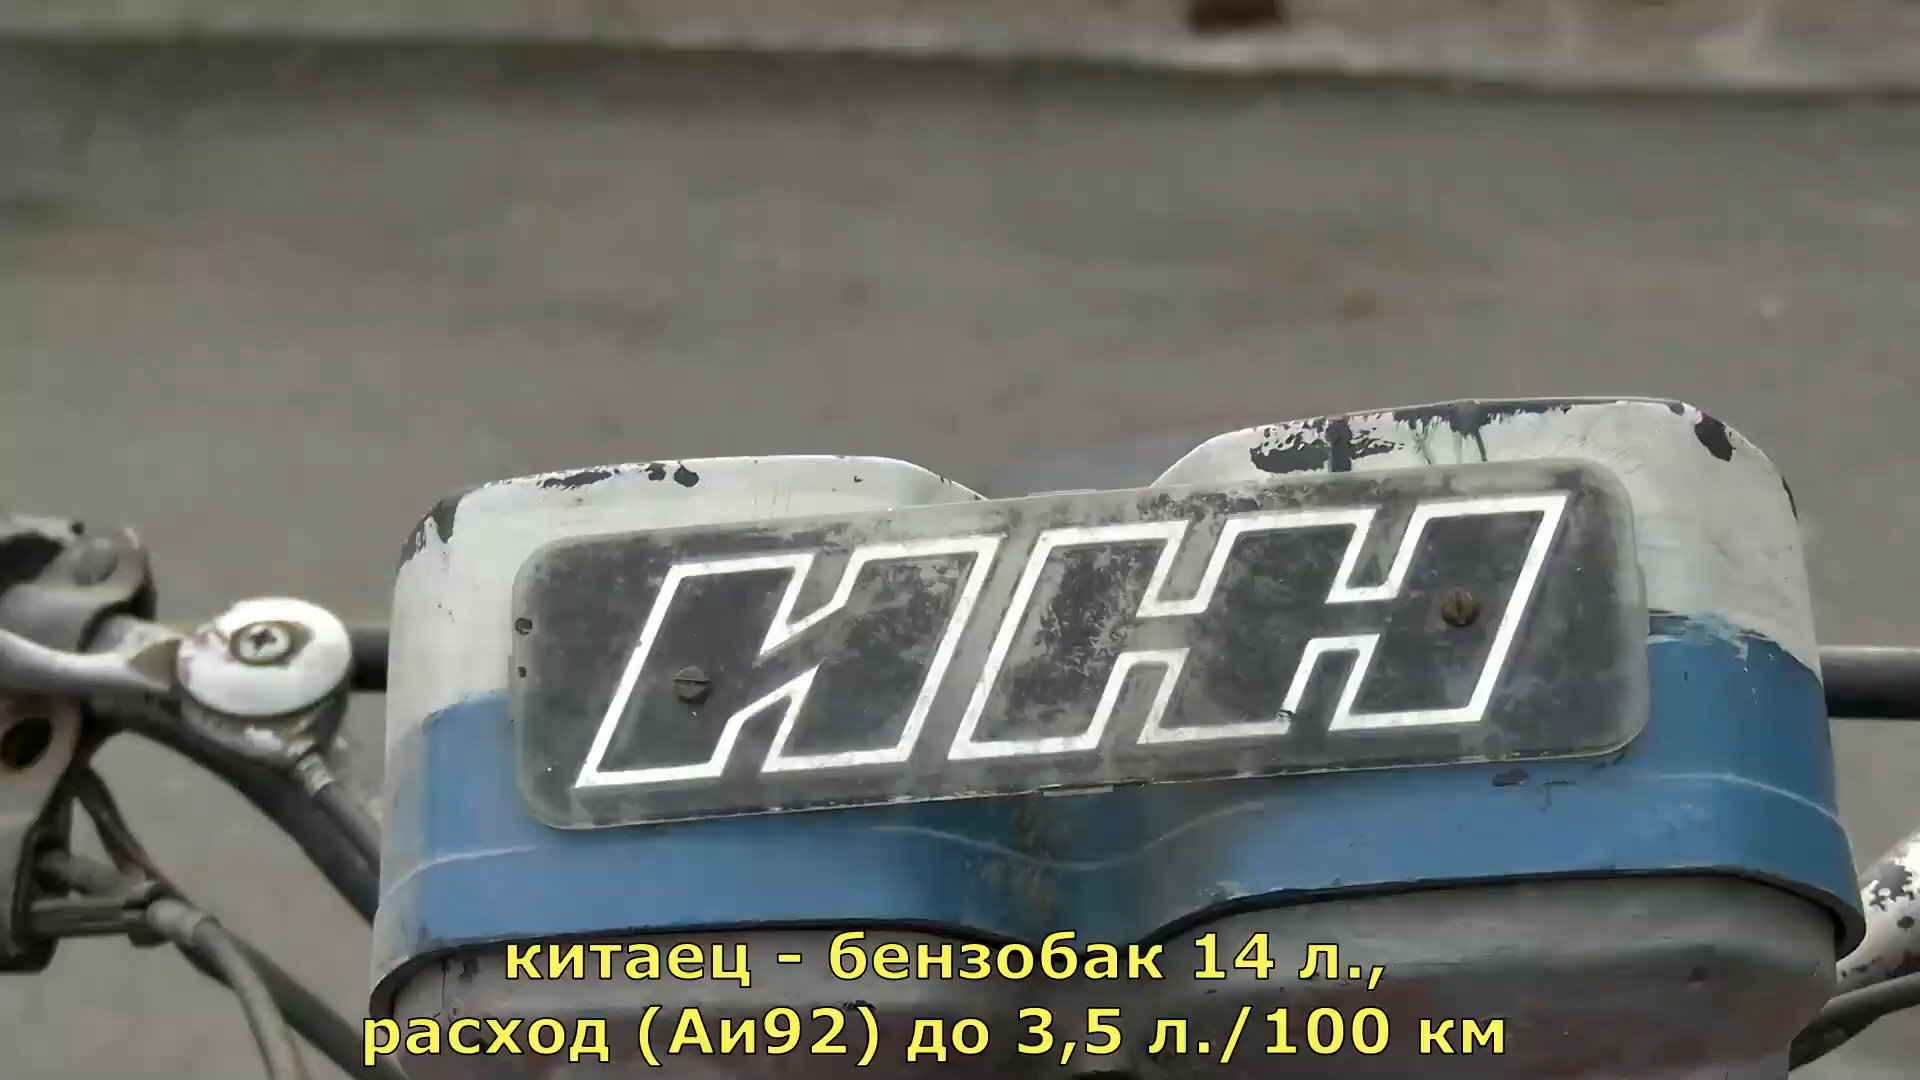 ИЖ
китаец - бензобак 14 л.,
расход (Аи92) до 3,5 л./100 км